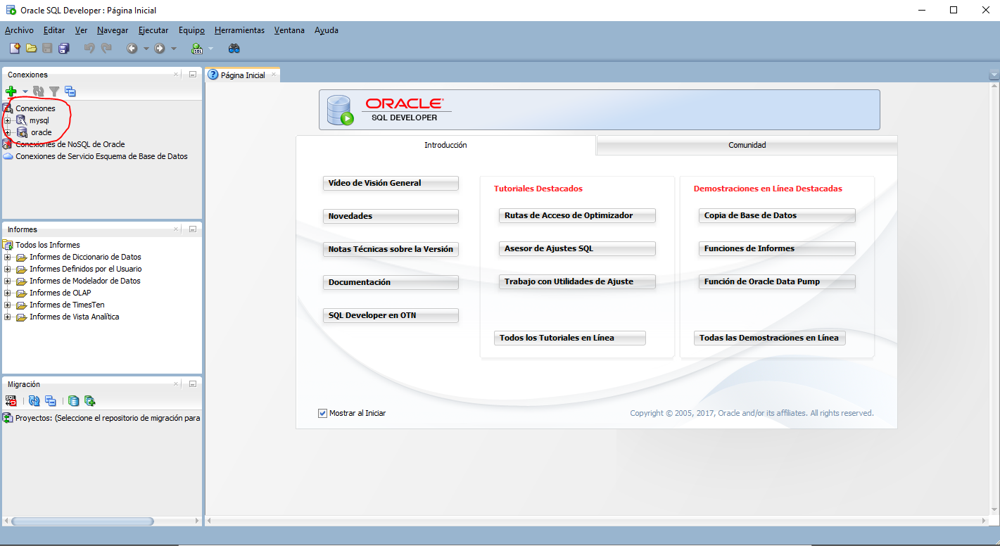 Oracle SQL Developer : Página Inicial
Archivo Editar Ver Navegar Ejecutar Equipo Herramientas Ventana Ayuda
SQL
Conexiones
Conexiones
mysql
oracle
Conexiones de NoSQL de Oracle
Conexiones de Servicio Esquema de Base de Datos
Informes
Todos los Informes
Informes de Diccionario de Datos
Informes Definidos por el Usuario
Informes de Modelador de Datos
Informes de OLAP
Informes de TimesTen
Informes de Vista Analítica
Migración
SQL
Proyectos: (Seleccione el repositorio de migración para
Página Inicial
ORACLE
SQL DEVELOPER
Introducción
Comunidad
Vídeo de Visión General
Novedades
Notas Técnicas sobre la Versión
Documentación
SQL Developer en OTN
Tutoriales Destacados
Rutas de Acceso de Optimizador
Asesor de Ajustes SQL
Trabajo con Utilidades de Ajuste
Todos los Tutoriales en Línea
Demostraciones en Línea Destacadas
Copia de Base de Datos
Funciones de Informes
Función de Oracle Data Pump
Todas las Demostraciones en Línea
Mostrar al Iniciar
Copyright © 2005, 2017, Oracle and/or its affiliates. All rights reserved.